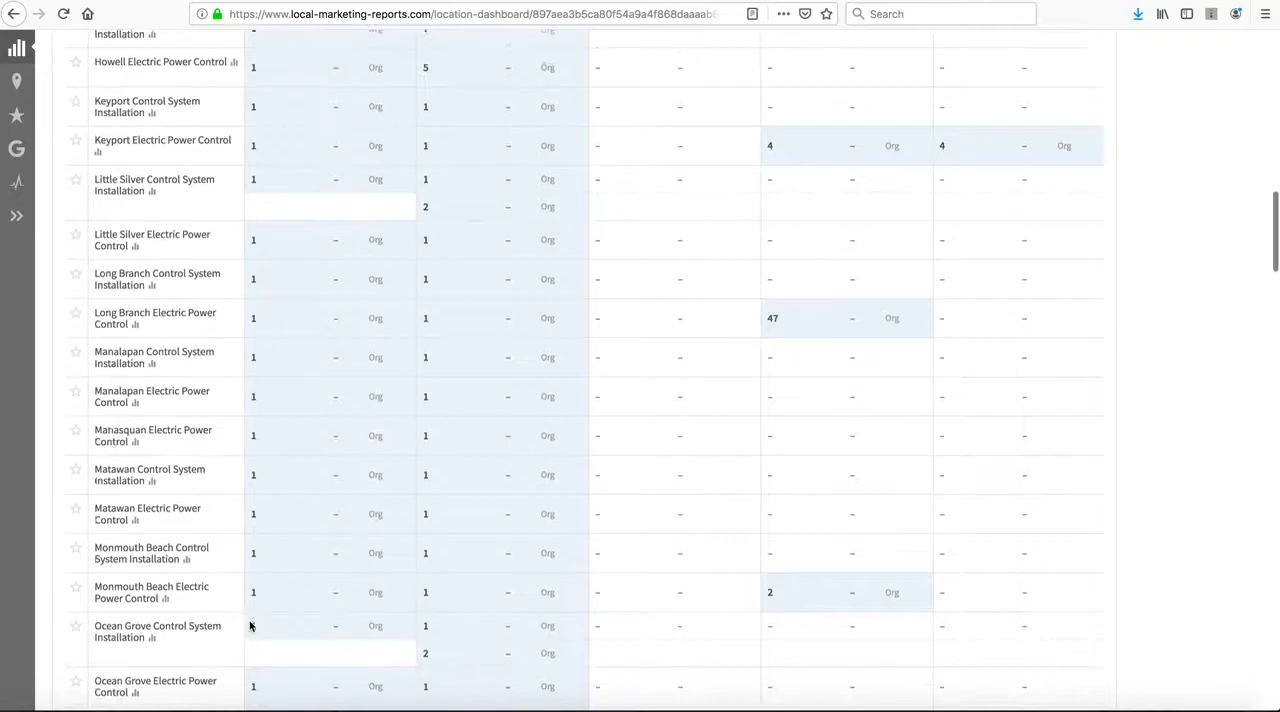 https://www.local-marketing-reports.com/location-dashboard/897aea3b5ca80f54a9a4f868daaaab
Search
Installation 1 – Org – Org – – – – – –
Howell Electric Power Control 1 – Org 5 – Org – – – – – –
Keyport Control System
Installation 1 – Org 1 – Org – – – – – –
Keyport Electric Power Control 1 – Org 1 – Org – – 4 – Org 4 – Org
Little Silver Control System
Installation 1 – Org 1 – Org – – – – – –
2 – Org
Little Silver Electric Power
Control 1 – Org 1 – Org – – – – – –
Long Branch Control System
Installation 1 – Org 1 – Org – – – – – –
Long Branch Electric Power
Control 1 – Org 1 – Org – – 47 – Org – –
Manalapan Control System
Installation 1 – Org 1 – Org – – – – – –
Manalapan Electric Power
Control 1 – Org 1 – Org – – – – – –
Manasquan Electric Power
Control 1 – Org 1 – Org – – – – – –
Matawan Control System
Installation 1 – Org 1 – Org – – – – – –
Matawan Electric Power
Control 1 – Org 1 – Org – – – – – –
Monmouth Beach Control
System Installation 1 – Org 1 – Org – – – – – –
Monmouth Beach Electric
Power Control 1 – Org 1 – Org – – 2 – Org – –
Ocean Grove Control System
Installation – Org 1 – Org – – – – – –
2 – Org
Ocean Grove Electric Power
Control 1 – Org 1 – Org – – – – – –